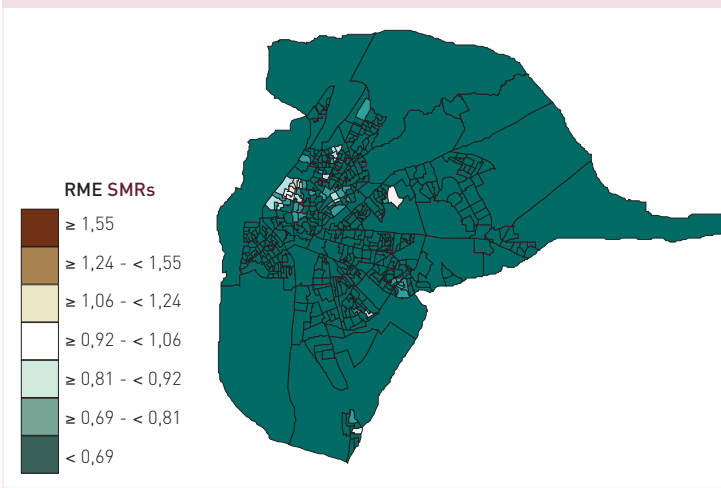 RME SMRs
≥ 1,55
≥ 1,24 - < 1,55
≥ 1,06 - < 1,24
≥ 0,92 - < 1,06
≥ 0,81 - < 0,92
≥ 0,69 - < 0,81
< 0,69